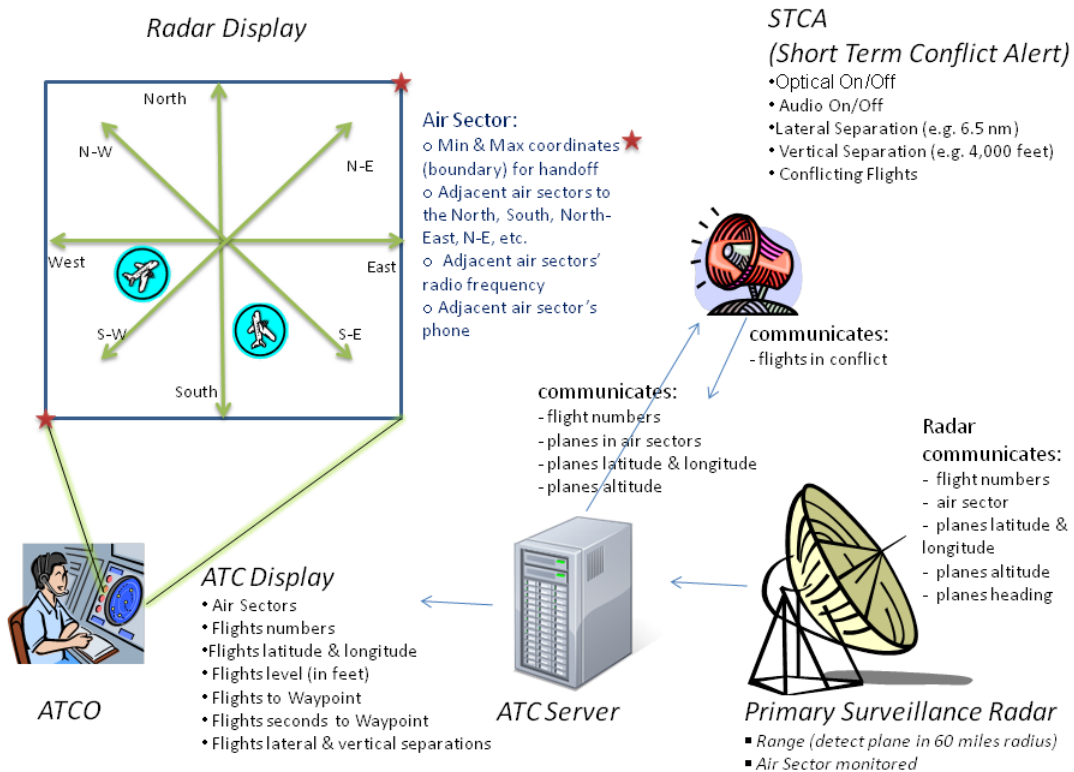 Radar Display
North
N-W
N-E
West
East
S-W
S-E
South
Air Sector:
o Min & Max coordinates
(boundary) for handoff
o Adjacent air sectors to
the North, South, North-
East, N-E, etc.
o Adjacent air sectors'
radio frequency
o Adjacent air sector's
phone
STCA
(Short Term Conflict Alert)
•Optical On/Off
• Audio On/Off
•Lateral Separation (e.g. 6.5 nm)
• Vertical Separation (e.g. 4,000 feet)
• Conflicting Flights
communicates:
- flights in conflict
communicates:
- flight numbers
- planes in air sectors
- planes latitude & longitude
- planes altitude
Radar
communicates:
- flight numbers
- air sector
- planes latitude &
longitude
- planes altitude
- planes heading
ATCO
ATC Display
• Air Sectors
• Flights numbers
•Flights latitude & longitude
• Flights level (in feet)
• Flights to Waypoint
• Flights seconds to Waypoint
• Flights lateral & vertical separations
ATC Server
Primary Surveillance Radar
▪ Range (detect plane in 60 miles radius)
▪ Air Sector monitored